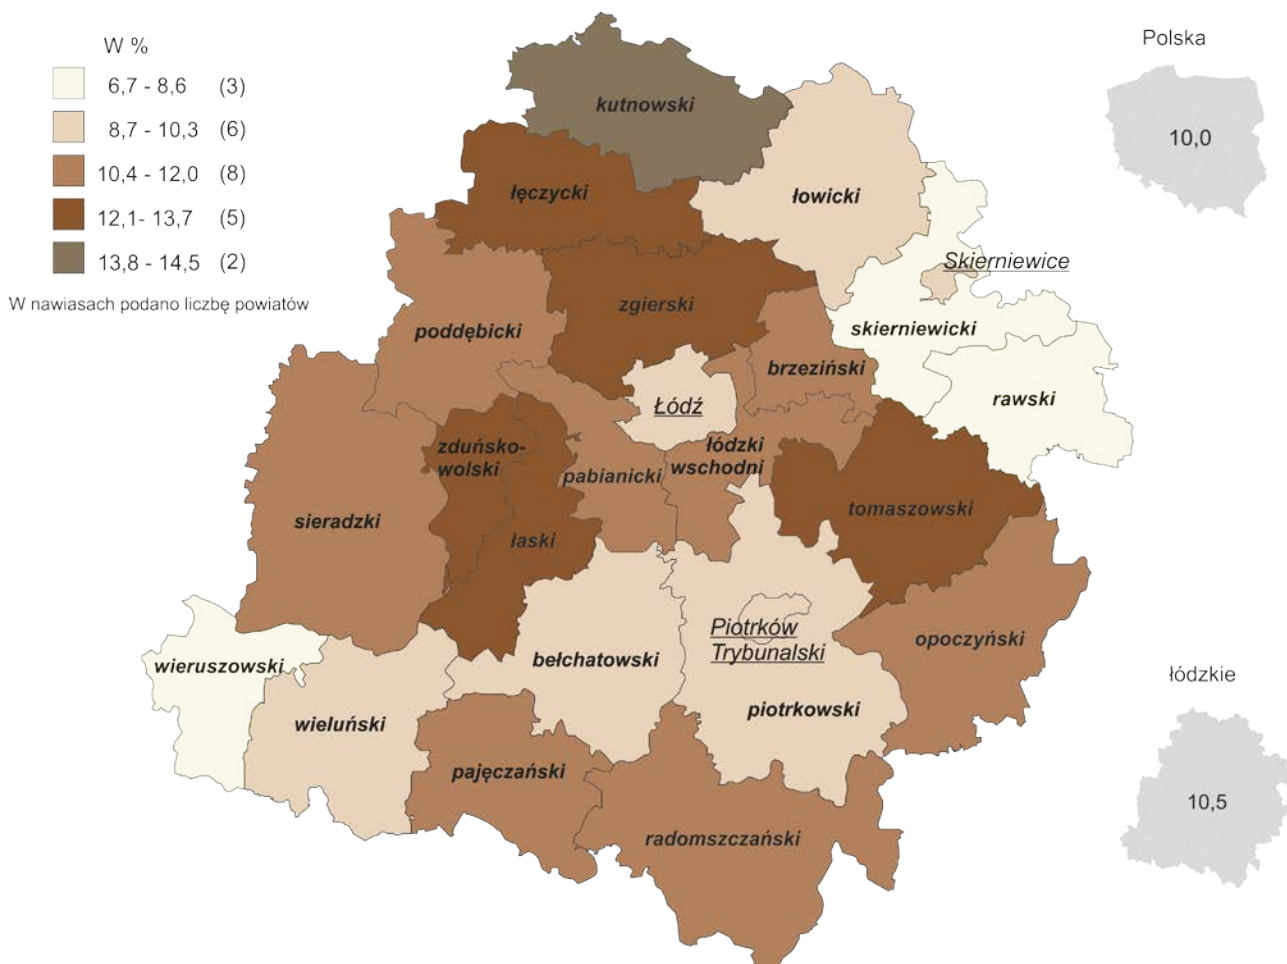 W %
6,7 - 8,6 (3)
8,7 - 10,3 (6)
10,4 - 12,0 (8)
12,1- 13,7 (5)
13,8 - 14,5 (2)
W nawiasach podano liczbę powiatów
Polska
10,0
kutnowski
łęczycki
łowicki
Skierniewice
zgierski
skierniewicki
poddębicki
brzeziński
rawski
Łódź
zduńsko-
wolski
łódzki
wschodni
pabianicki
sieradzki
łaski
tomaszowski
Piotrków
Trybunalski
opoczyński
wieruszowski
bełchatowski
wieluński
piotrkowski
pajęczański
radomszczański
łódzkie
10,5